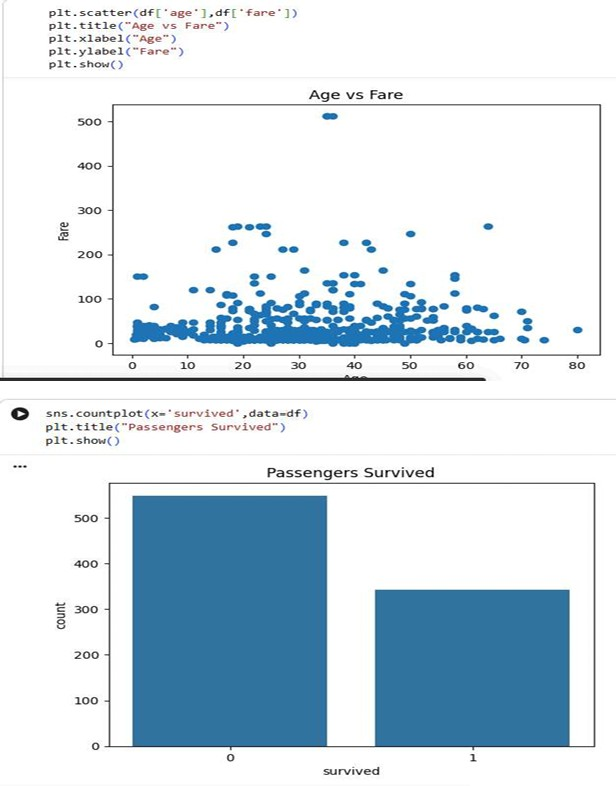 plt.scatter(df['age'],df['fare'])
plt.title("Age vs Fare")
plt.xlabel("Age")
plt.ylabel("Fare")
plt.show()
Age vs Fare
500
400
300
200
100
0
Fare
0 10 20 30 40 50 60 70 80
Age
sns.countplot(x='survived',data=df)
plt.title("Passengers Survived")
plt.show()
...
Passengers Survived
500
400
300
200
100
0
count
0 1
survived